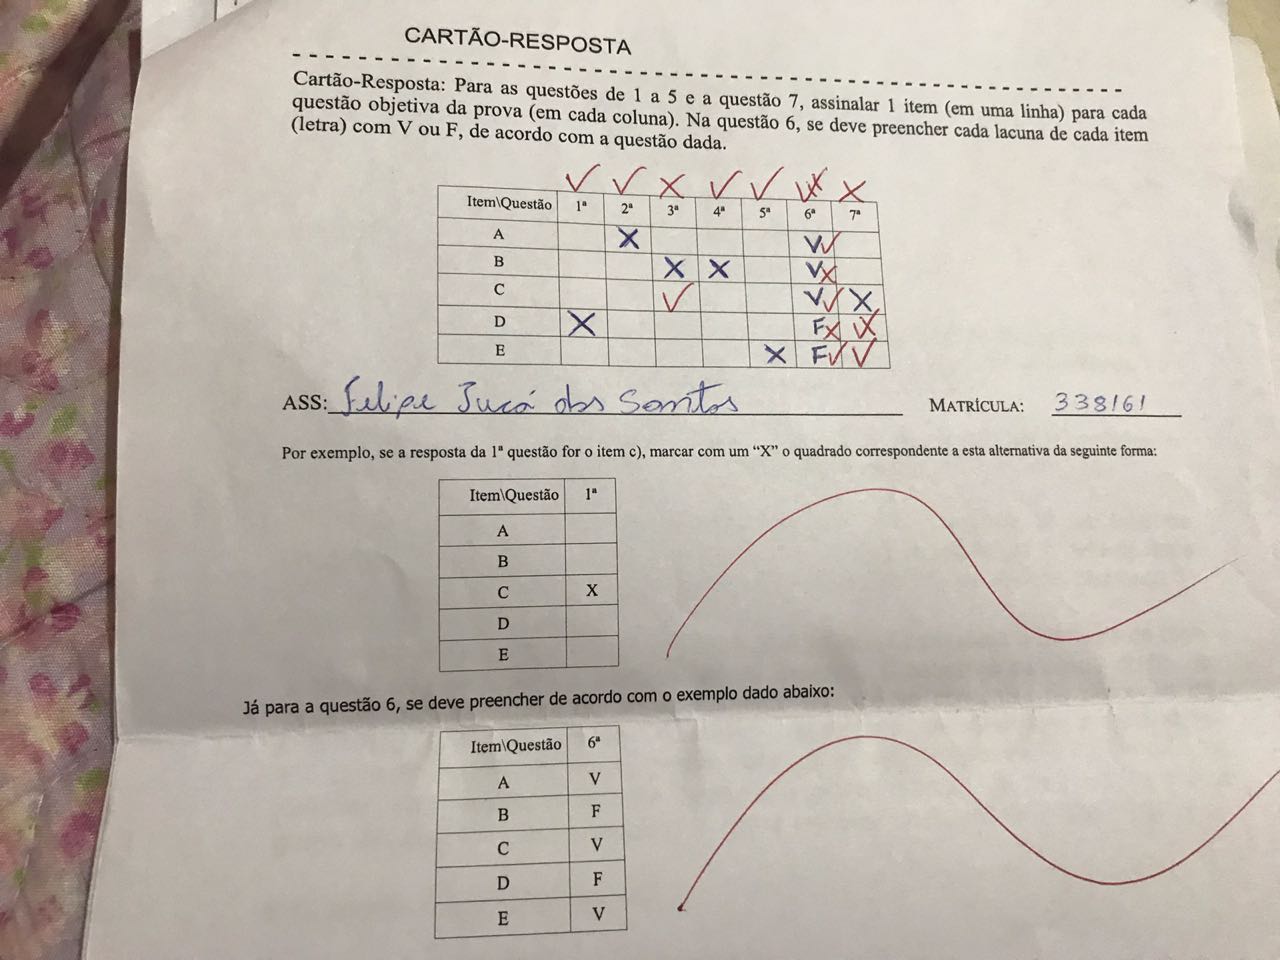 CARTÃO-RESPOSTA
Cartão-Resposta: Para as questões de 1 a 5 e a questão 7, assinalar 1 item (em uma linha) para cada
questão objetiva da prova (em cada coluna). Na questão 6, se deve preencher cada lacuna de cada item
(letra) com V ou F, de acordo com a questão dada.
Item\Questão 1ª 2ª 3ª 4ª 5ª 6ª 7ª
A X V
B X X V X
C V X
D X F X X
E X F
ASS: Felipe Jucá dos Santos MATRÍCULA: 338161
Por exemplo, se a resposta da 1ª questão for o item c), marcar com um “X” o quadrado correspondente a esta alternativa da seguinte forma:
Item\Questão 1ª
A
B
C X
D
E
Já para a questão 6, se deve preencher de acordo com o exemplo dado abaixo:
Item\Questão 6ª
A V
B F
C V
D F
E V